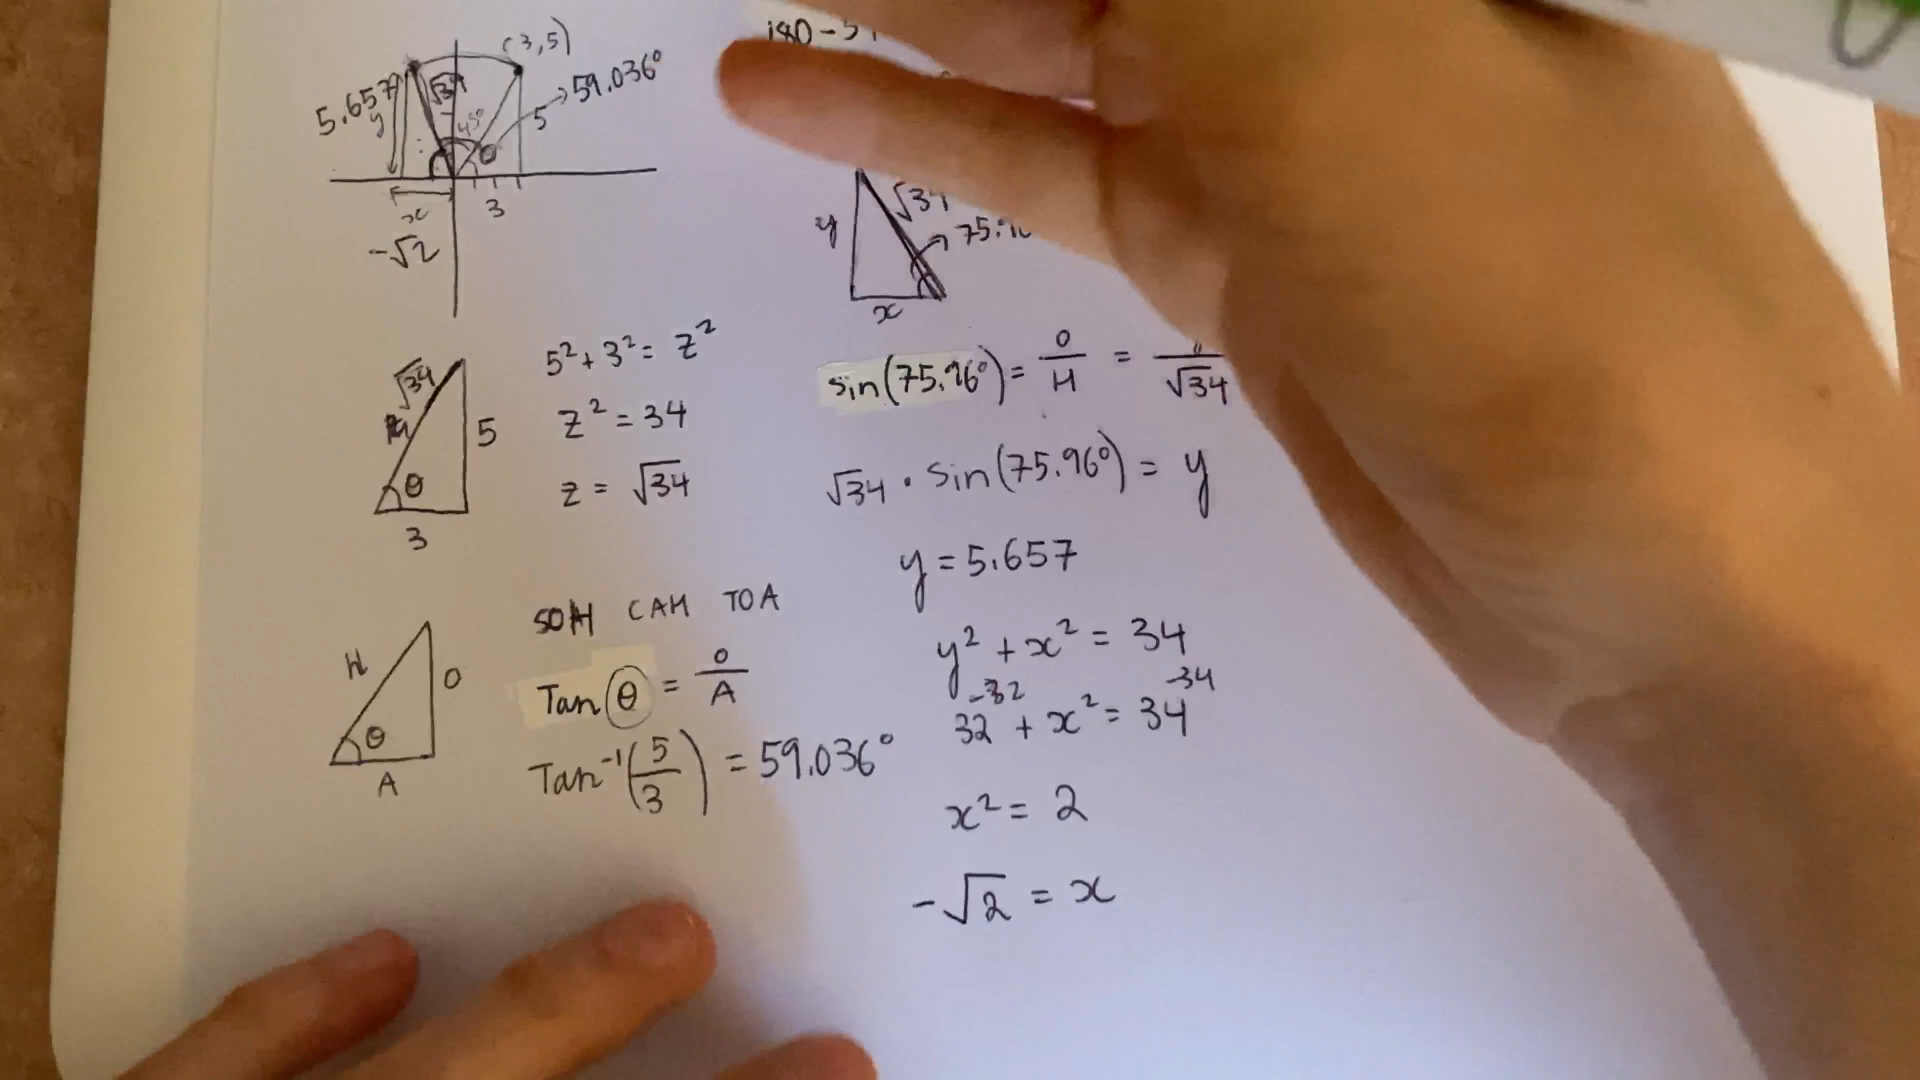 (3,5)
5.657
y
√34
45°
5
→59.036°
θ
x
3
-√2
180-
y
√34
x
√34
5
θ
3
5²+3²= z²
z² = 34
z = √34
sin(75.96°) = O/H = /√34
√34 • sin(75.96°) = y
y = 5.657
y² + x² = 34
-32 -34
32 + x² = 34
x² = 2
-√2 = x
SOH CAH TOA
H
O
θ
A
Tan θ = O/A
Tan⁻¹(5/3) = 59.036°